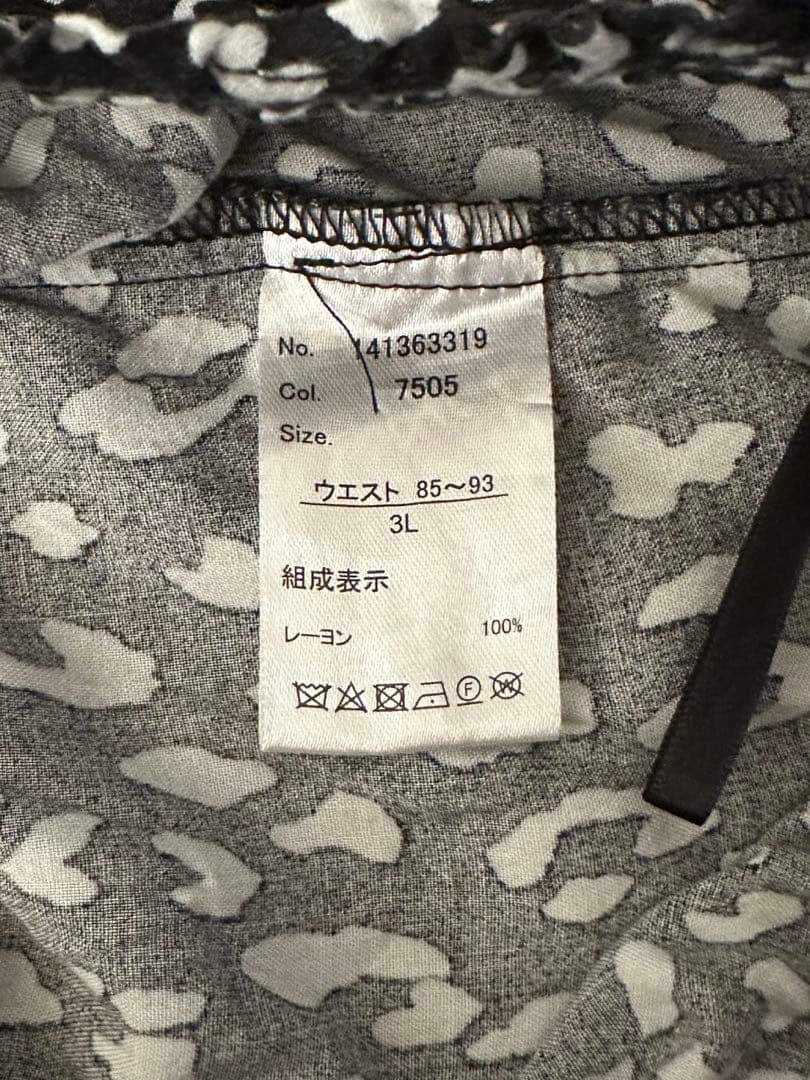 No. 141363319
Col. 7505
Size.
ウエスト 85〜93
3L
組成表示
レーヨン 100%
F W